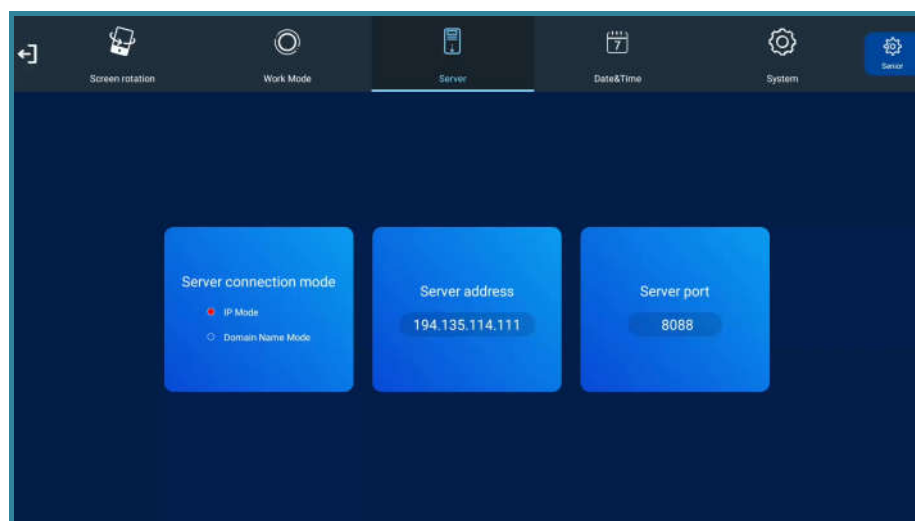 Screen rotation
Work Mode
7
Server
Date&Time
System
Senior
Server connection mode
IP Mode
Domain Name Mode
Server address
194.135.114.111
Server port
8088